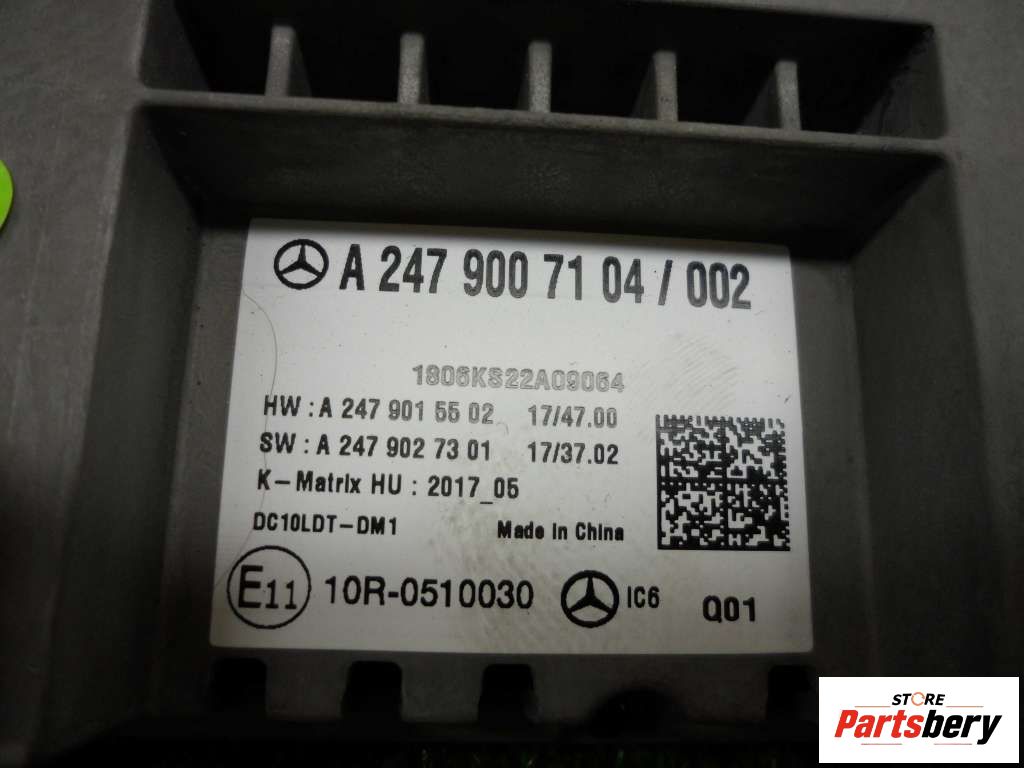 A 247 900 71 04 / 002
1806KS22A09064
HW : A 247 901 55 02 17/47.00
SW : A 247 902 73 01 17/37.02
K-Matrix HU : 2017_05
DC10LDT-DM1 Made in China
E11 10R-0510030 IC6 Q01
STORE
Partsbery